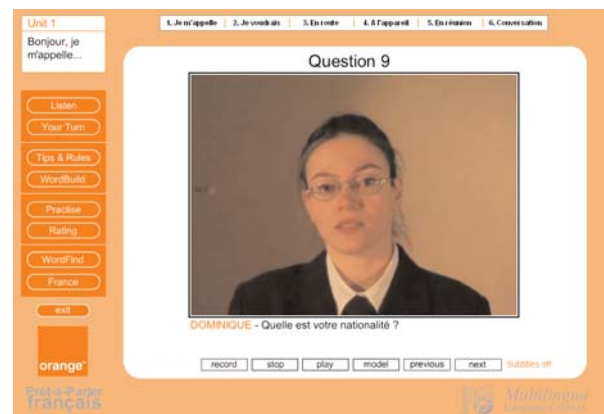 Unit 1
Bonjour, je
m'appelle...
1. Je m'appelle
2. Je voudrais
3. En route
4. A l'appareil
5. En réunion
6. Conversation
Question 9
Listen
Your Turn
Tips & Rules
WordBuild
Practise
Rating
WordFind
France
exit
orange™
Prêt-à-Parler
français
DOMINIQUE - Quelle est votre nationalité ?
record
stop
play
model
previous
next
Subtitles off
Multilingua